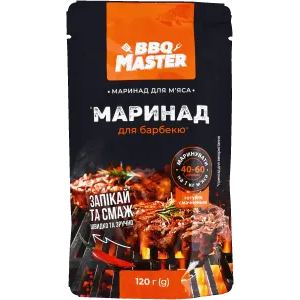 BBQ
MASTER
МАРИНАД ДЛЯ М'ЯСА
МАРИНАД
для барбекю*
МАРИНУВАТИ
40-60
ЗАПІКАЙ
ТА СМАЖ
ШВИДКО ТА ЗРУЧНО
120 г (g)